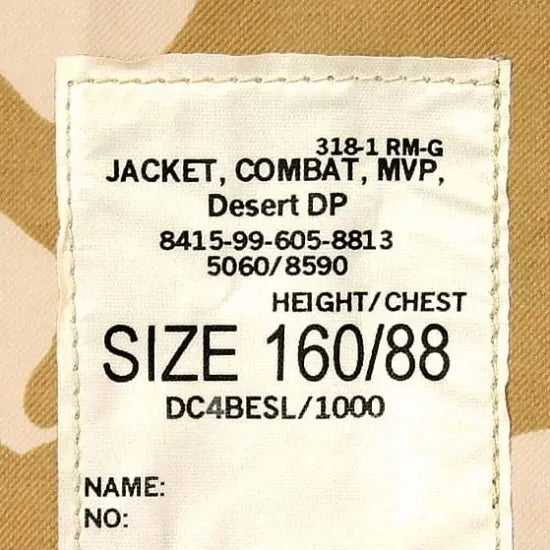 318-1 RM-G
JACKET, COMBAT, MVP,
Desert DP
8415-99-605-8813
5060/8590
HEIGHT/CHEST
SIZE 160/88
DC4BESL/1000
NAME:
NO: